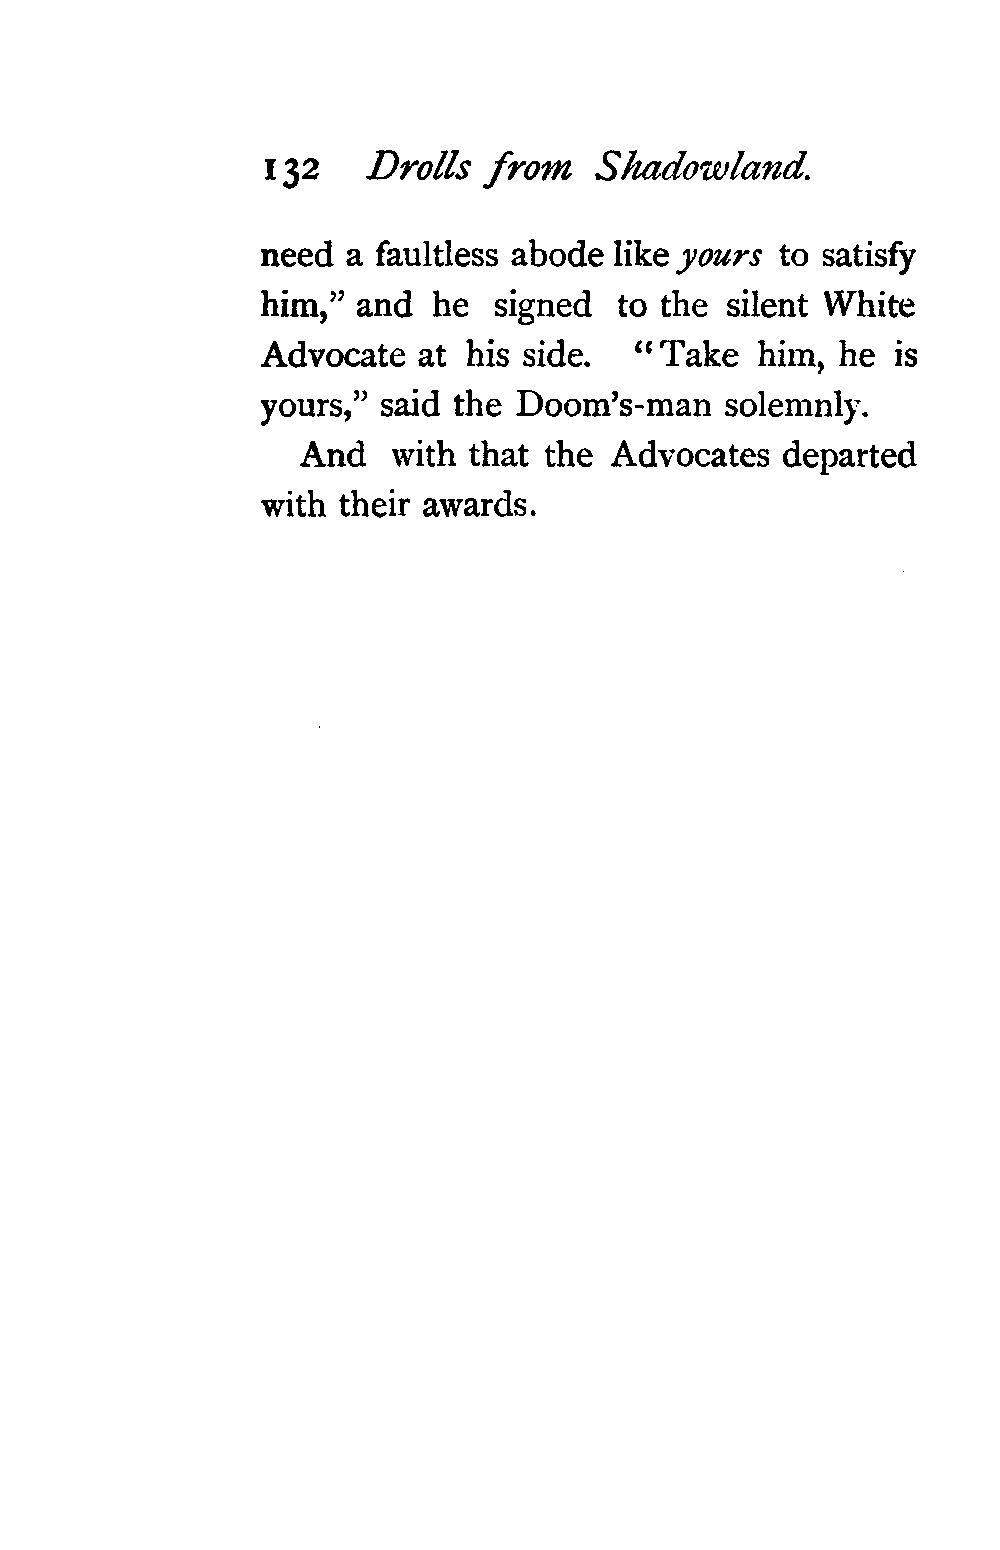 132 Drolls from Shadowland.
need a faultless abode like yours to satisfy
him,” and he signed to the silent White
Advocate at his side. “Take him, he is
yours,” said the Doom’s-man solemnly.
And with that the Advocates departed
with their awards.